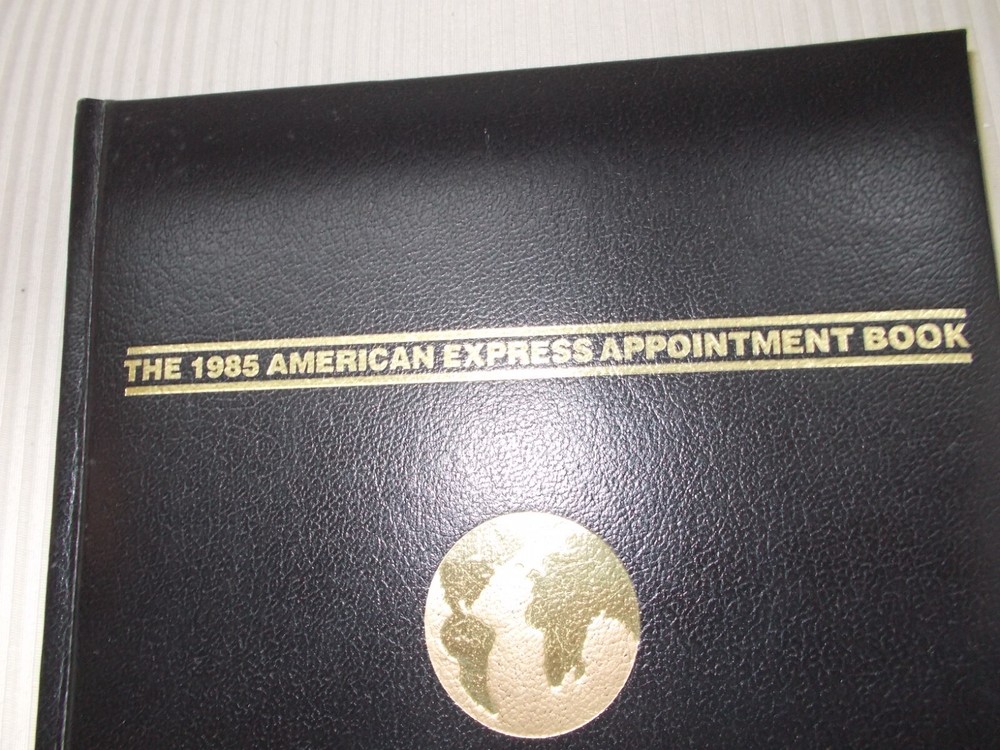 THE 1985 AMERICAN EXPRESS APPOINTMENT BOOK